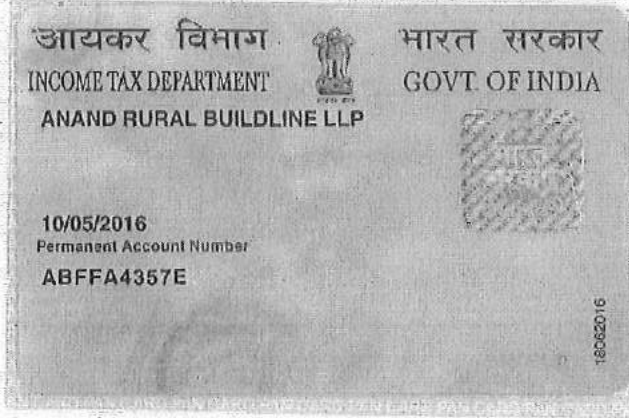 आयकर विभाग
INCOME TAX DEPARTMENT
भारत सरकार
GOVT. OF INDIA
ANAND RURAL BUILDLINE LLP
10/05/2016
Permanent Account Number
ABFFA4357E
18062016